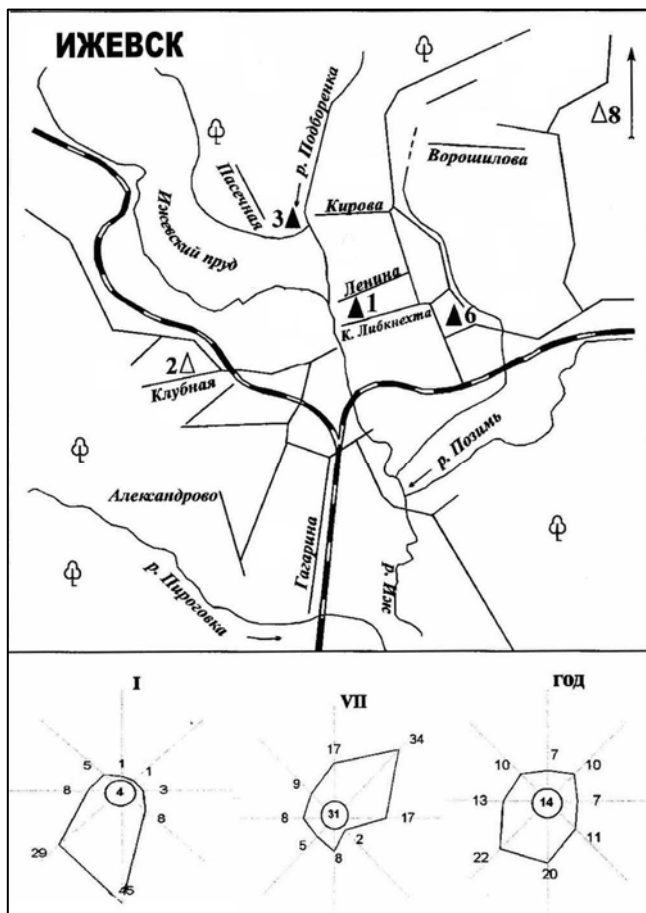 ИЖЕВСК
р. Подборенка
Пасечная
8
Ворошилова
3
Кирова
Ижевский пруд
Ленина
1
К. Либкнехта
6
2
Клубная
р. Позимь
Александрово
Гагарина
р. Иж
р. Пироговка
I
VII
ГОД
5
1
1
8
4
3
8
29
45
17
34
9
8
31
17
5
8
2
7
10
10
13
14
7
11
22
20